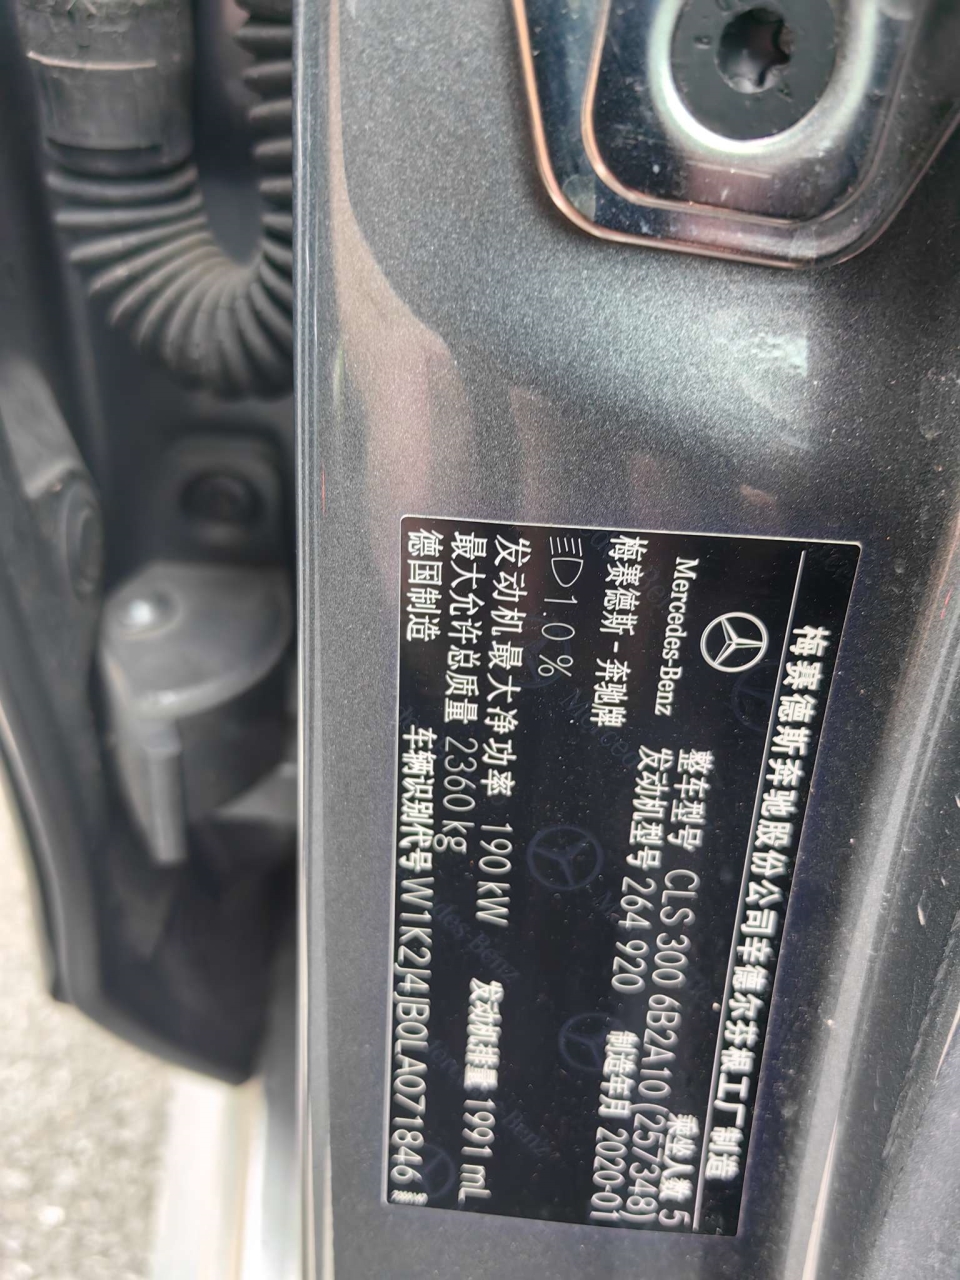 梅赛德斯奔驰股份公司辛德尔芬根工厂制造
Mercedes-Benz
乘坐人数 5
整车型号 CLS 300 6B2A10 (257348)
梅赛德斯-奔驰牌 发动机型号 264 920 制造年月 2020-01
1.0 %
发动机最大净功率 190 kW 发动机排量 1991 mL
最大允许总质量 2360 kg
德国制造 车辆识别代号 W1K2J4JB0LA071846